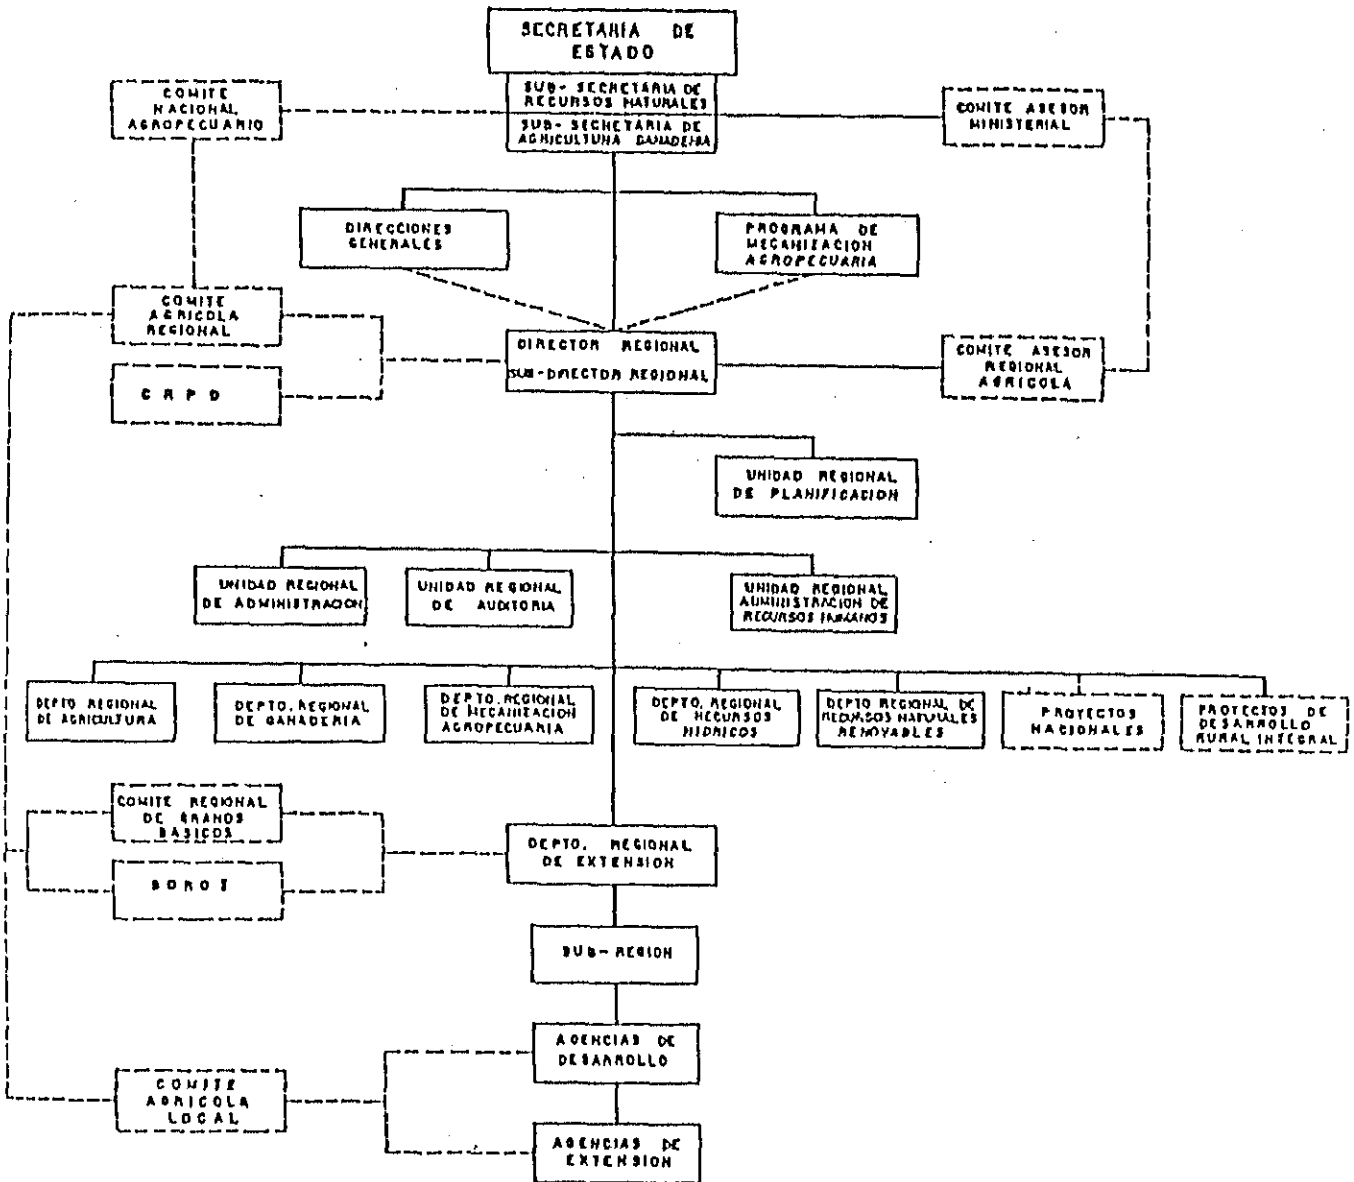 SECRETARIA DE
ESTADO
SUB- SECRETARIA DE
RECURSOS NATURALES
SUB- SECRETARIA DE
AGRICULTURA GANADERIA
COMITE
NACIONAL
AGROPECUARIO
COMITE ASESOR
MINISTERIAL
DIRECCIONES
GENERALES
PROGRAMA DE
MECANIZACION
AGROPECUARIA
COMITE
AGRICOLA
REGIONAL
DIRECTOR REGIONAL
SUB-DIRECTOR REGIONAL
COMITE ASESOR
REGIONAL
AGRICOLA
C R P D
UNIDAD REGIONAL
DE PLANIFICACION
UNIDAD REGIONAL
DE ADMINISTRACION
UNIDAD REGIONAL
DE AUDITORIA
UNIDAD REGIONAL
ADMINISTRACION DE
RECURSOS HUMANOS
DEPTO. REGIONAL
DE AGRICULTURA
DEPTO. REGIONAL
DE GANADERIA
DEPTO. REGIONAL
DE MECANIZACION
AGROPECUARIA
DEPTO. REGIONAL
DE RECURSOS
HIDRICOS
DEPTO REGIONAL DE
RECURSOS NATURALES
RENOVABLES
PROYECTOS
NACIONALES
PROYECTOS DE
DESARROLLO
RURAL INTEGRAL
COMITE REGIONAL
DE GRANOS
BASICOS
DEPTO. REGIONAL
DE EXTENSION
SUB- REGION
AGENCIAS DE
DESARROLLO
COMITE
AGRICOLA
LOCAL
AGENCIAS DE
EXTENSION